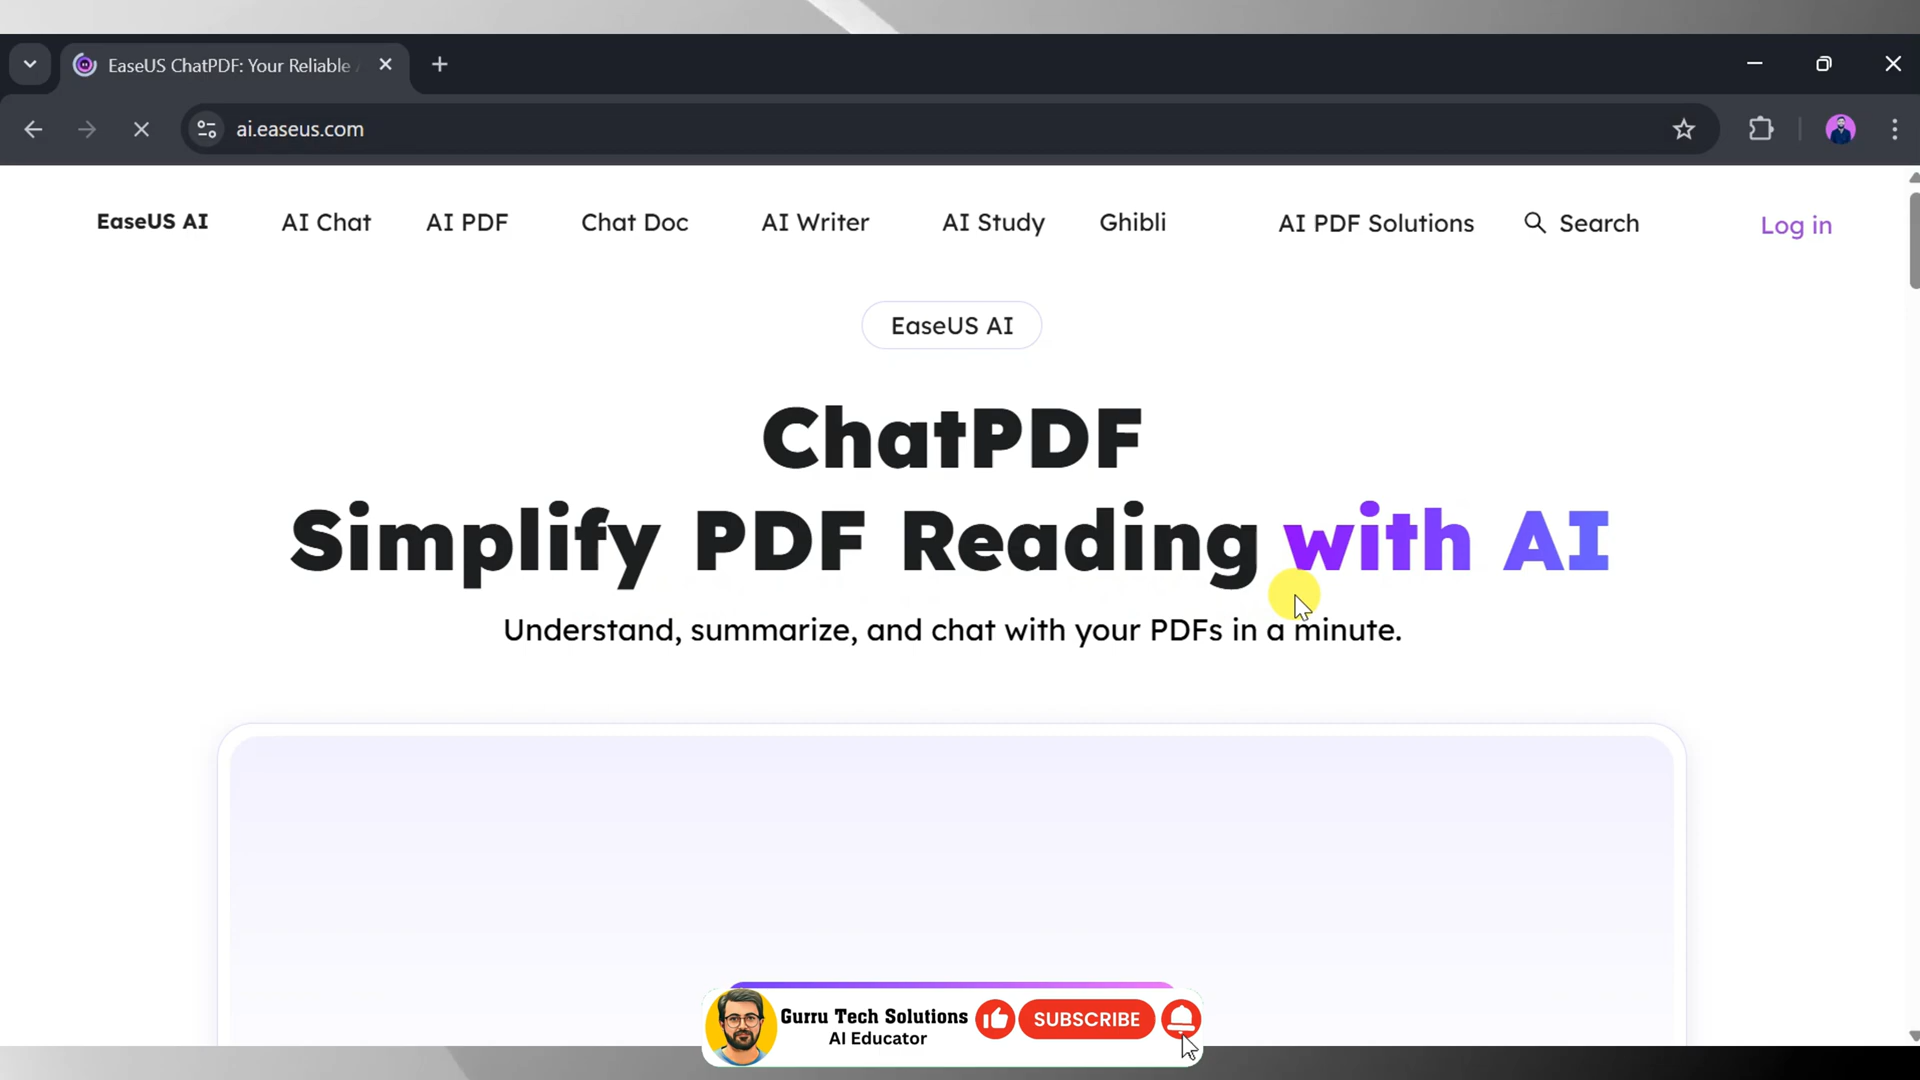 EaseUS ChatPDF: Your Reliable
ai.easeus.com
EaseUS AI AI Chat AI PDF Chat Doc AI Writer AI Study Ghibli AI PDF Solutions Search Log in
EaseUS AI
ChatPDF
Simplify PDF Reading with AI
Understand, summarize, and chat with your PDFs in a minute.
Gurru Tech Solutions
AI Educator
SUBSCRIBE